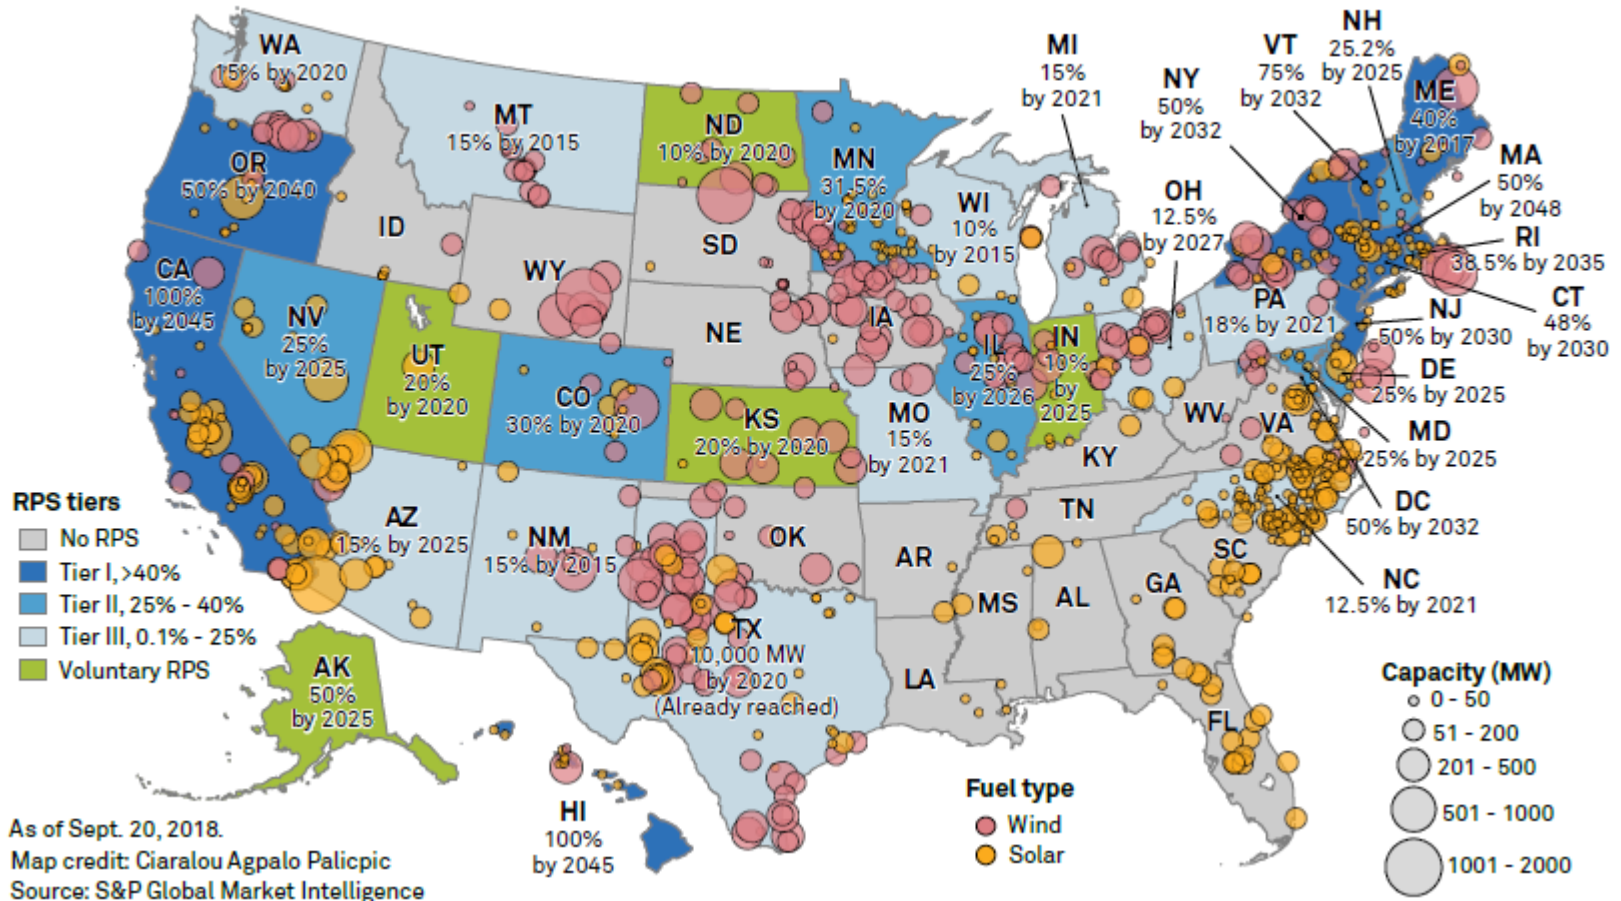 WA
15% by 2020
MT
15% by 2015
ND
10% by 2020
MN
31.5%
by 2020
OR
50% by 2040
ID
SD
WY
WI
10%
by 2015
MI
15%
by 2021
NY
50%
by 2032
VT
75%
by 2032
NH
25.2%
by 2025
ME
40%
by 2017
MA
50%
by 2048
RI
38.5% by 2035
CT
48%
by 2030
OH
12.5%
by 2027
PA
18% by 2021
NJ
50% by 2030
DE
25% by 2025
MD
25% by 2025
DC
50% by 2032
NC
12.5% by 2021
CA
100%
by 2045
NV
25%
by 2025
UT
20%
by 2020
CO
30% by 2020
NE
IA
KS
20% by 2020
MO
15%
by 2021
IL
25%
by 2026
IN
10%
by
2025
WV
VA
KY
TN
AZ
15% by 2025
NM
15% by 2015
OK
AR
MS
AL
GA
SC
TX
10,000 MW
by 2020
(Already reached)
LA
FL
AK
50%
by 2025
HI
100%
by 2045
RPS tiers
No RPS
Tier I, >40%
Tier II, 25% - 40%
Tier III, 0.1% - 25%
Voluntary RPS
Fuel type
Wind
Solar
Capacity (MW)
0 - 50
51 - 200
201 - 500
501 - 1000
1001 - 2000
As of Sept. 20, 2018.
Map credit: Ciaralou Agpalo Palicpic
Source: S&P Global Market Intelligence